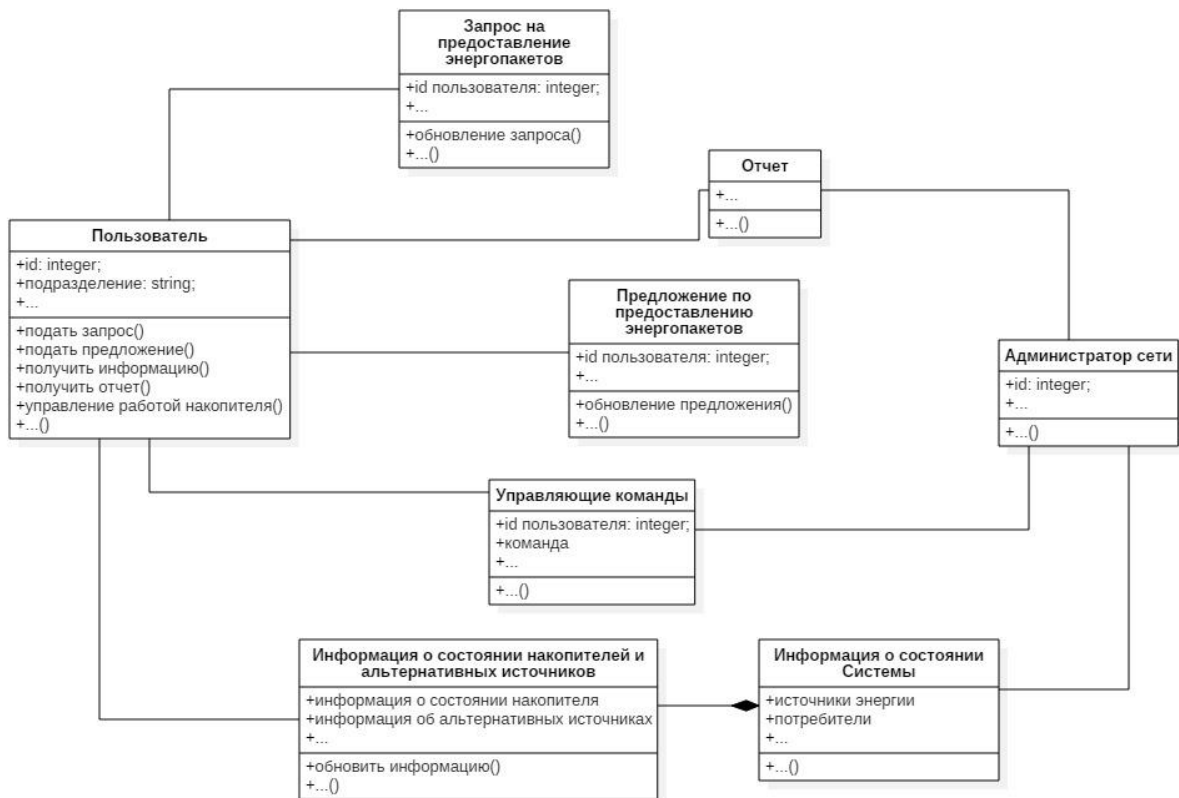 Запрос на
предоставление
энергопакетов
+id пользователя: integer;
+...
+обновление запроса()
+...()
Отчет
+...
+...()
Пользователь
+id: integer;
+подразделение: string;
+...
+подать запрос()
+подать предложение()
+получить информацию()
+получить отчет()
+управление работой накопителя()
+...()
Предложение по
предоставлению
энергопакетов
+id пользователя: integer;
+...
+обновление предложения()
+...()
Администратор сети
+id: integer;
+...
+...()
Управляющие команды
+id пользователя: integer;
+команда
+...
+...()
Информация о состоянии накопителей и
альтернативных источников
+информация о состоянии накопителя
+информация об альтернативных источниках
+...
+обновить информацию()
+...()
Информация о состоянии
Системы
+источники энергии
+потребители
+...
+...()